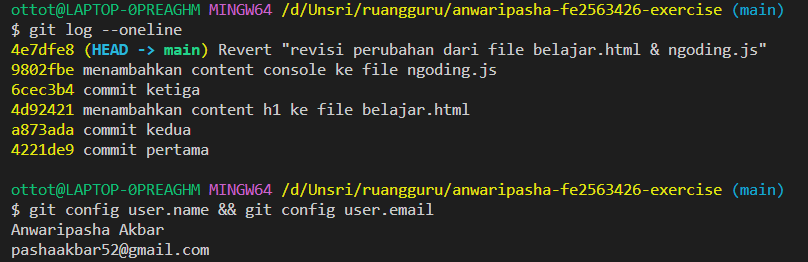 ottot@LAPTOP-0PREAGHM MINGW64 /d/Unsri/ruangguru/anwaripasha-fe2563426-exercise (main)
$ git log --oneline
4e7dfe8 (HEAD -> main) Revert "revisi perubahan dari file belajar.html & ngoding.js"
9802fbe menambahkan content console ke file ngoding.js
6cec3b4 commit ketiga
4d92421 menambahkan content h1 ke file belajar.html
a873ada commit kedua
4221de9 commit pertama
ottot@LAPTOP-0PREAGHM MINGW64 /d/Unsri/ruangguru/anwaripasha-fe2563426-exercise (main)
$ git config user.name && git config user.email
Anwaripasha Akbar
pashaakbar52@gmail.com